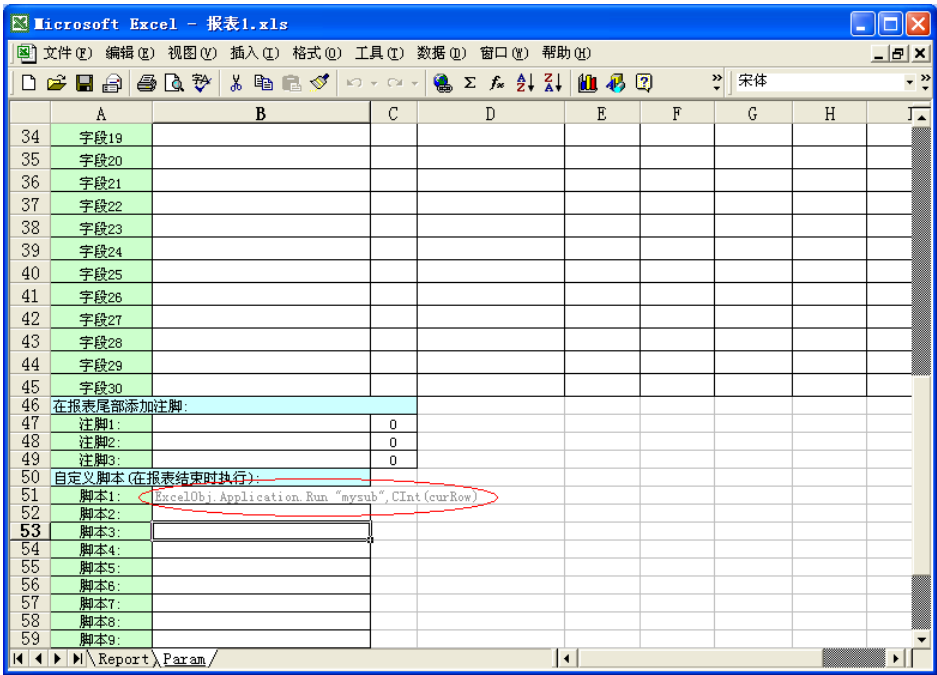 Microsoft Excel - 报表1.xls
文件(F) 编辑(E) 视图(V) 插入(I) 格式(O) 工具(T) 数据(D) 窗口(W) 帮助(H)
宋体
A B C D E F G H I
34 字段19
35 字段20
36 字段21
37 字段22
38 字段23
39 字段24
40 字段25
41 字段26
42 字段27
43 字段28
44 字段29
45 字段30
46 在报表尾部添加注脚:
47 注脚1: 0
48 注脚2: 0
49 注脚3: 0
50 自定义脚本(在报表结束时执行):
51 脚本1: ExcelObj.Application.Run "mysub",CInt(curRow)
52 脚本2:
53 脚本3:
54 脚本4:
55 脚本5:
56 脚本6:
57 脚本7:
58 脚本8:
59 脚本9:
Report Param